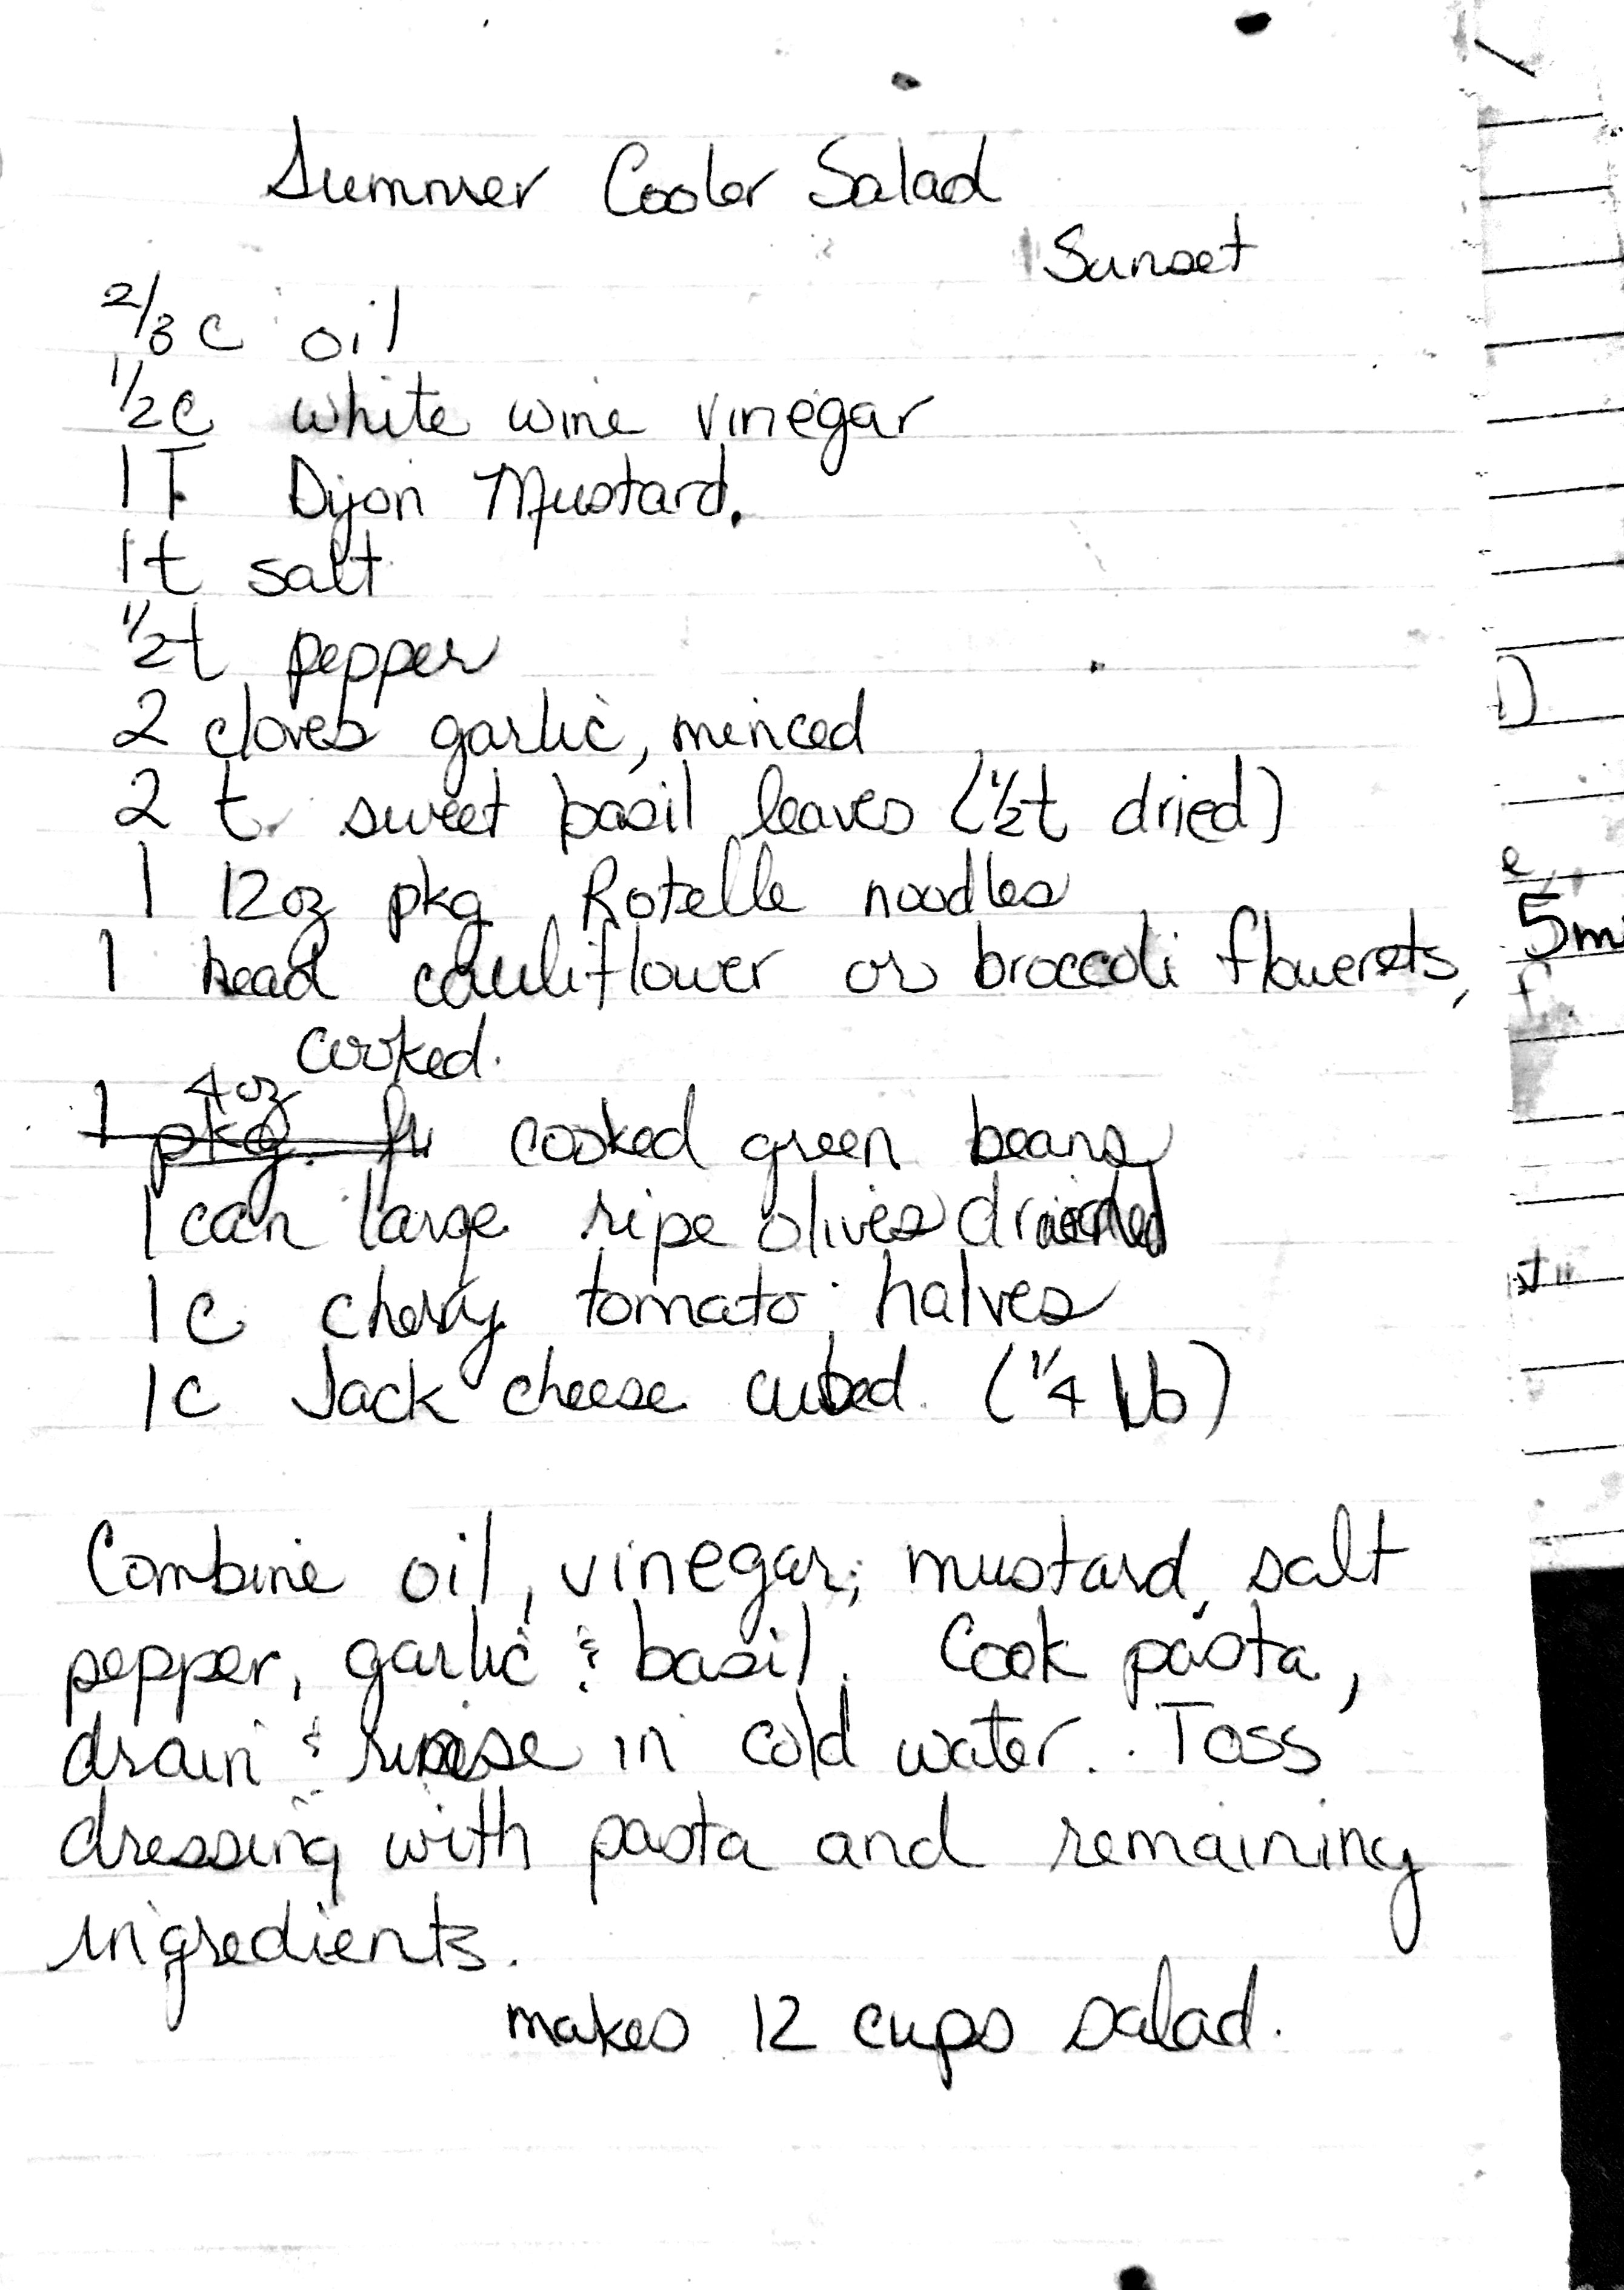 Summer Cooler Salad
Sunset
2/3 c oil
1/2 c white wine vinegar
1 T Dijon Mustard.
1 t salt
1/2 t pepper
2 cloves garlic, minced
2 t. sweet basil leaves (1/2 t dried)
1 12oz pkg. Rotelle noodles
1 head cauliflower or broccoli flowerets,
cooked.
4oz
1 pkg. fr cooked green beans
1 can large ripe olives drained
1 c cherry tomato halves
1 c Jack cheese cubed. (1/4 lb)
Combine oil, vinegar, mustard, salt
pepper, garlic & basil. Cook pasta,
drain & rinse in cold water. Toss
dressing with pasta and remaining
ingredients.
makes 12 cups salad.
e
5m